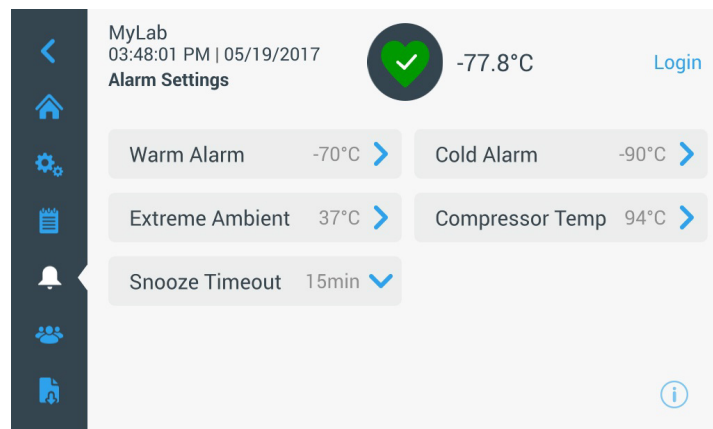 MyLab
03:48:01 PM | 05/19/2017
Alarm Settings
-77.8°C
Login
Warm Alarm -70°C
Cold Alarm -90°C
Extreme Ambient 37°C
Compressor Temp 94°C
Snooze Timeout 15min
i